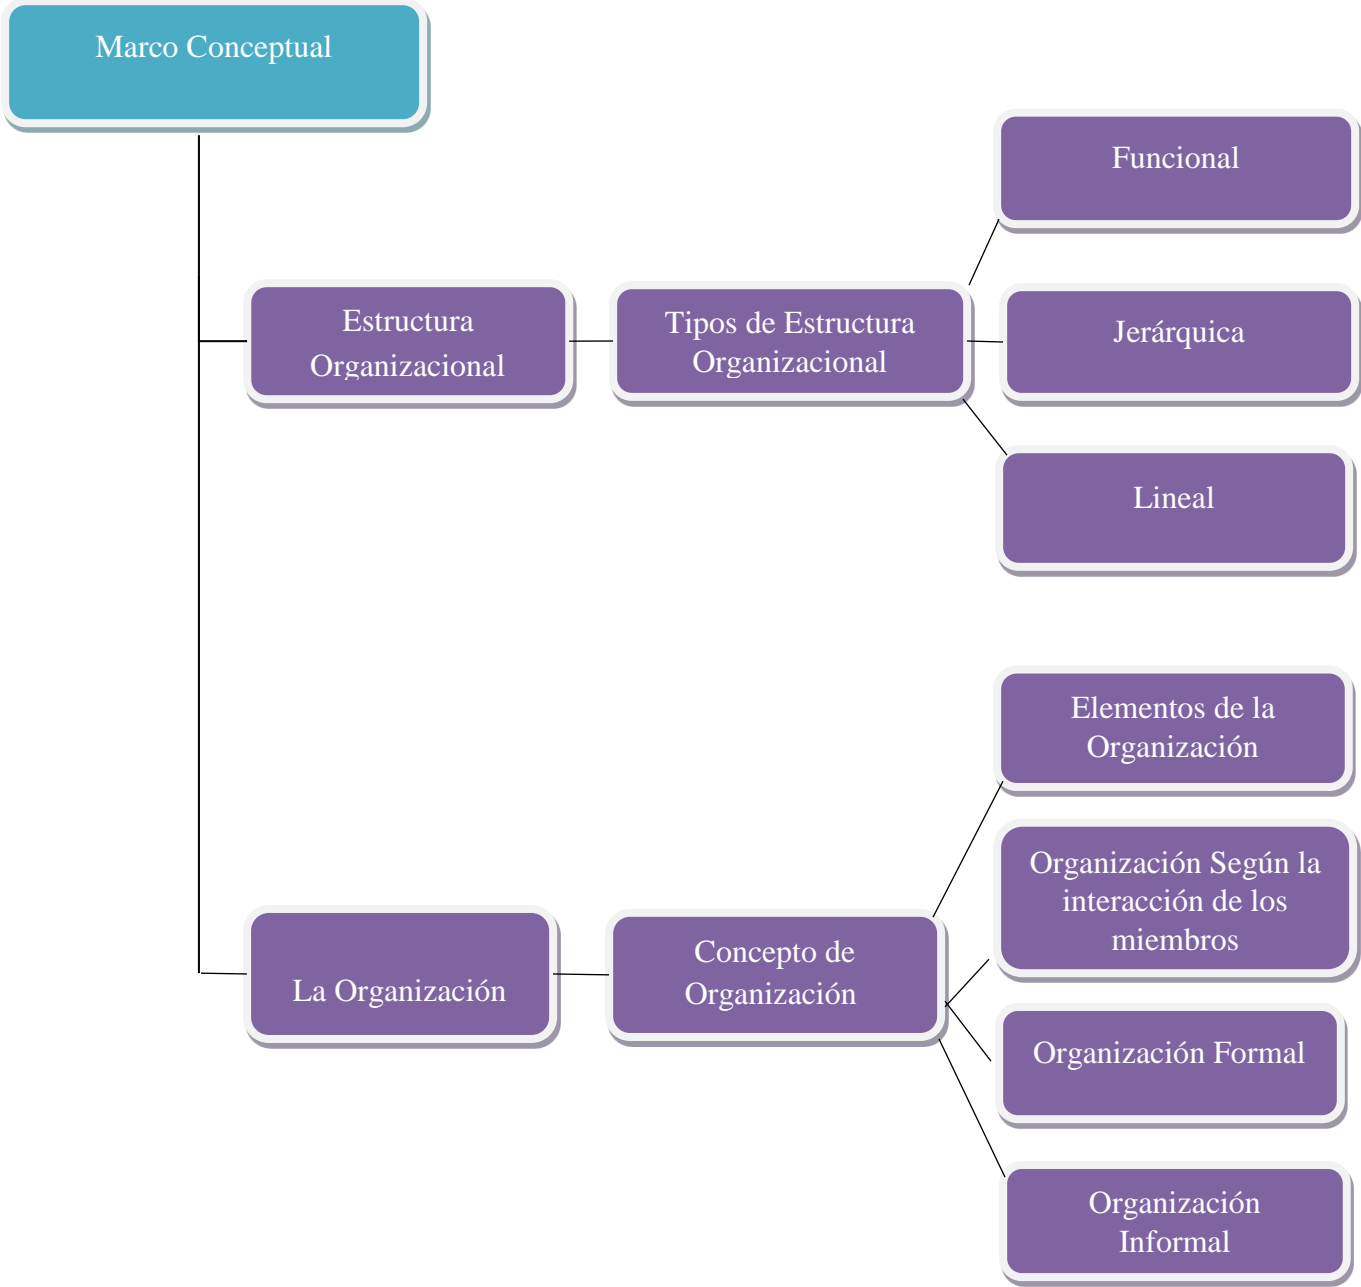 Marco Conceptual
Funcional
Estructura
Organizacional
Tipos de Estructura
Organizacional
Jerárquica
Lineal
Elementos de la
Organización
Organización Según la
interacción de los
miembros
La Organización
Concepto de
Organización
Organización Formal
Organización
Informal